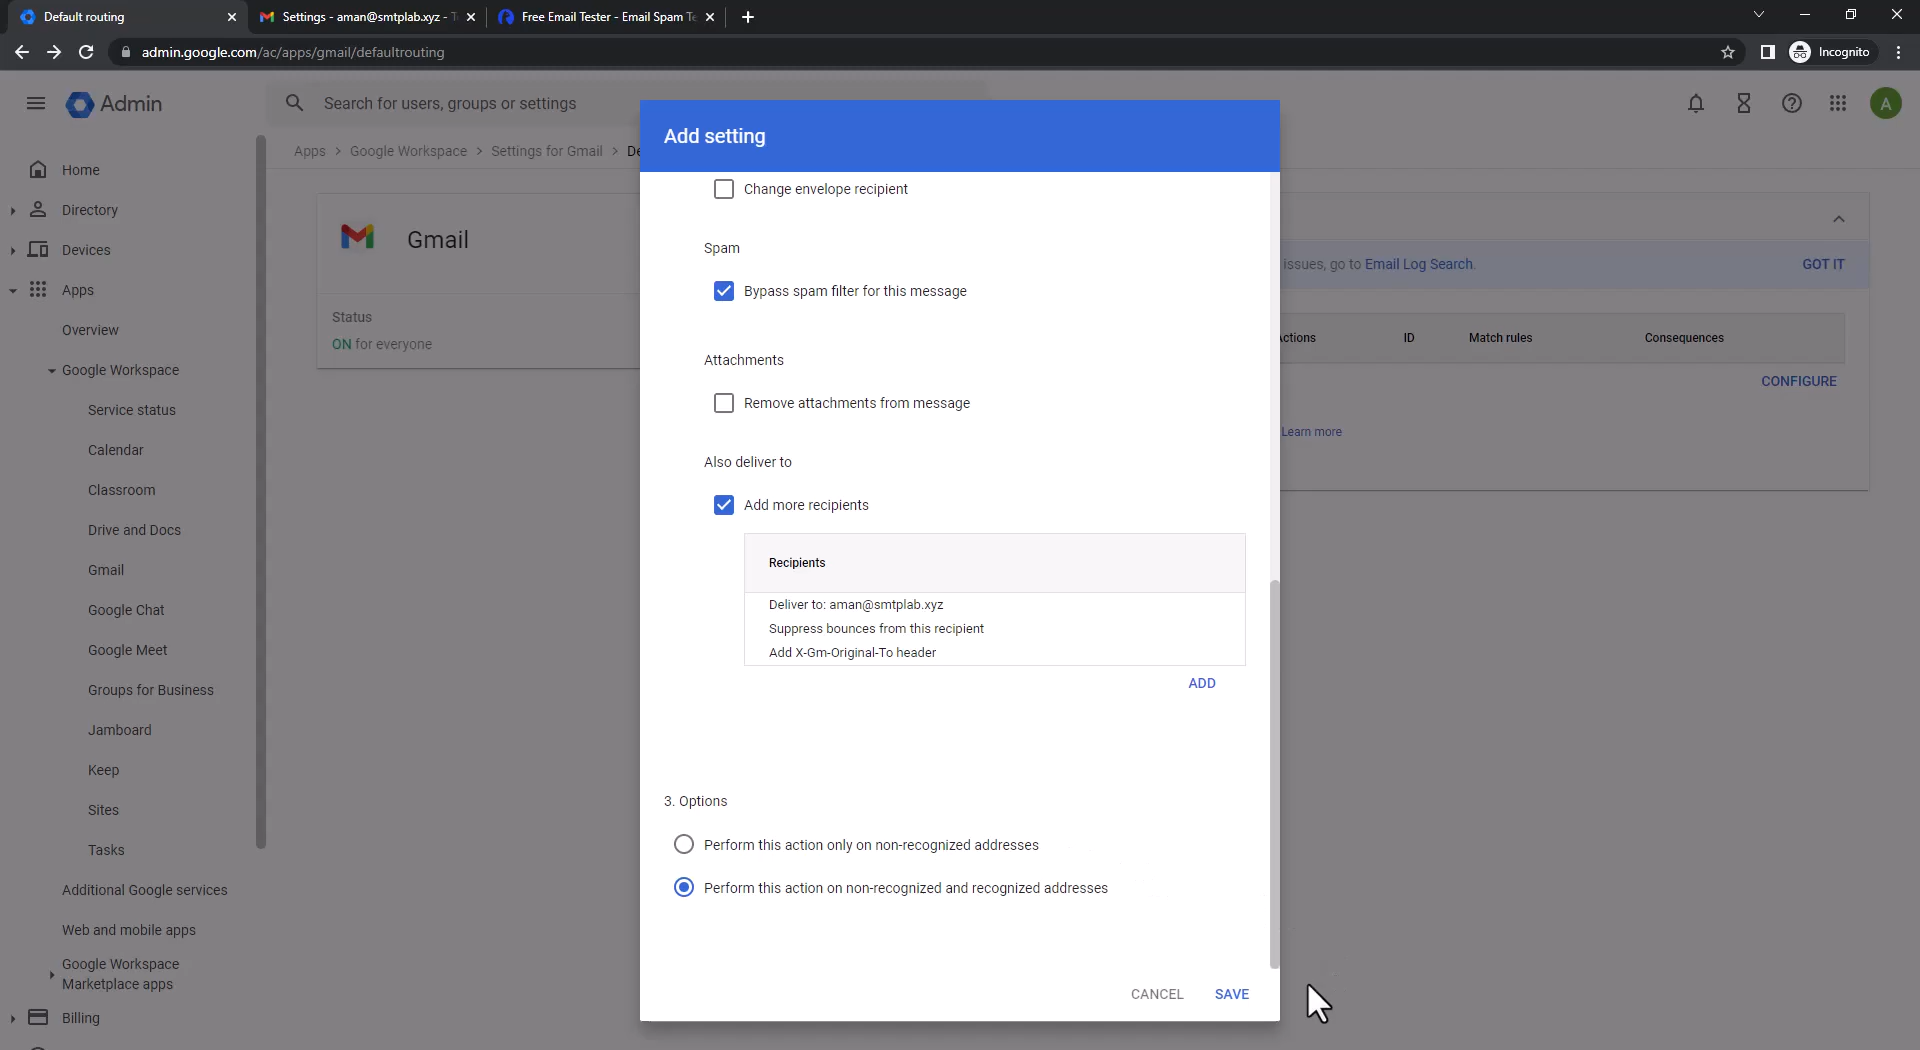 Default routing
Settings - aman@smtplab.xyz - T
Free Email Tester - Email Spam Te
admin.google.com/ac/apps/gmail/defaultrouting
Incognito
Admin
Search for users, groups or settings
A
Apps > Google Workspace > Settings for Gmail > De
Home
Directory
Devices
Apps
Overview
Google Workspace
Service status
Calendar
Classroom
Drive and Docs
Gmail
Google Chat
Google Meet
Groups for Business
Jamboard
Keep
Sites
Tasks
Additional Google services
Web and mobile apps
Google Workspace
Marketplace apps
Billing
Gmail
Status
ON for everyone
Add setting
Change envelope recipient
Spam
Bypass spam filter for this message
Attachments
Remove attachments from message
Also deliver to
Add more recipients
Recipients
Deliver to: aman@smtplab.xyz
Suppress bounces from this recipient
Add X-Gm-Original-To header
ADD
3. Options
Perform this action only on non-recognized addresses
Perform this action on non-recognized and recognized addresses
CANCEL
SAVE
issues, go to Email Log Search.
GOT IT
Actions
ID
Match rules
Consequences
CONFIGURE
Learn more